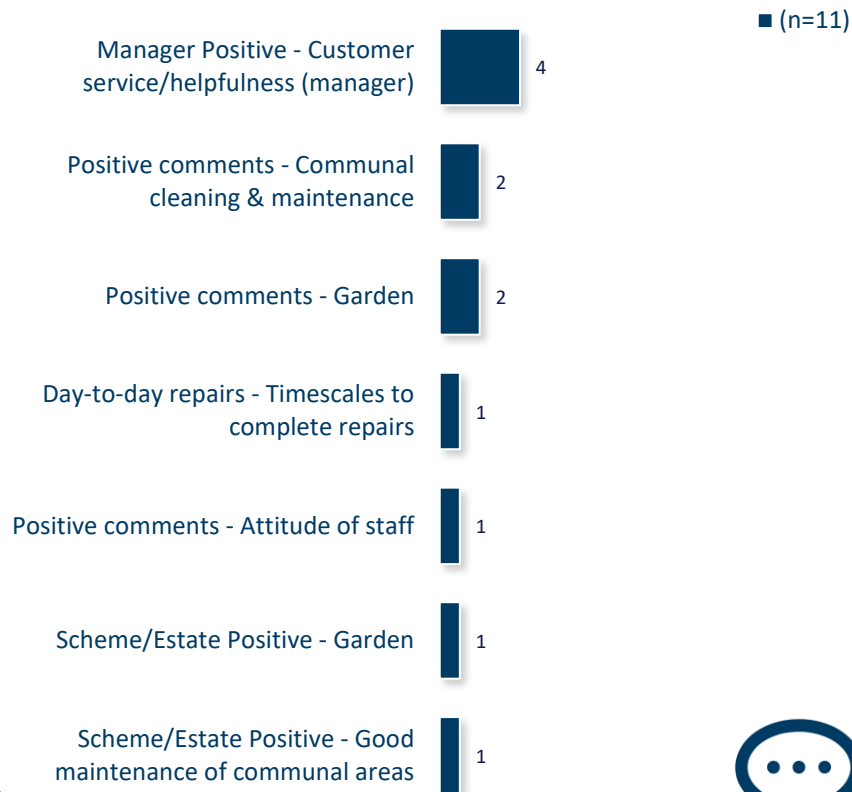 (n=11)
Manager Positive - Customer
service/helpfulness (manager)
4
Positive comments - Communal
cleaning & maintenance
2
Positive comments - Garden
2
Day-to-day repairs - Timescales to
complete repairs
1
Positive comments - Attitude of staff
1
Scheme/Estate Positive - Garden
1
Scheme/Estate Positive - Good
maintenance of communal areas
1